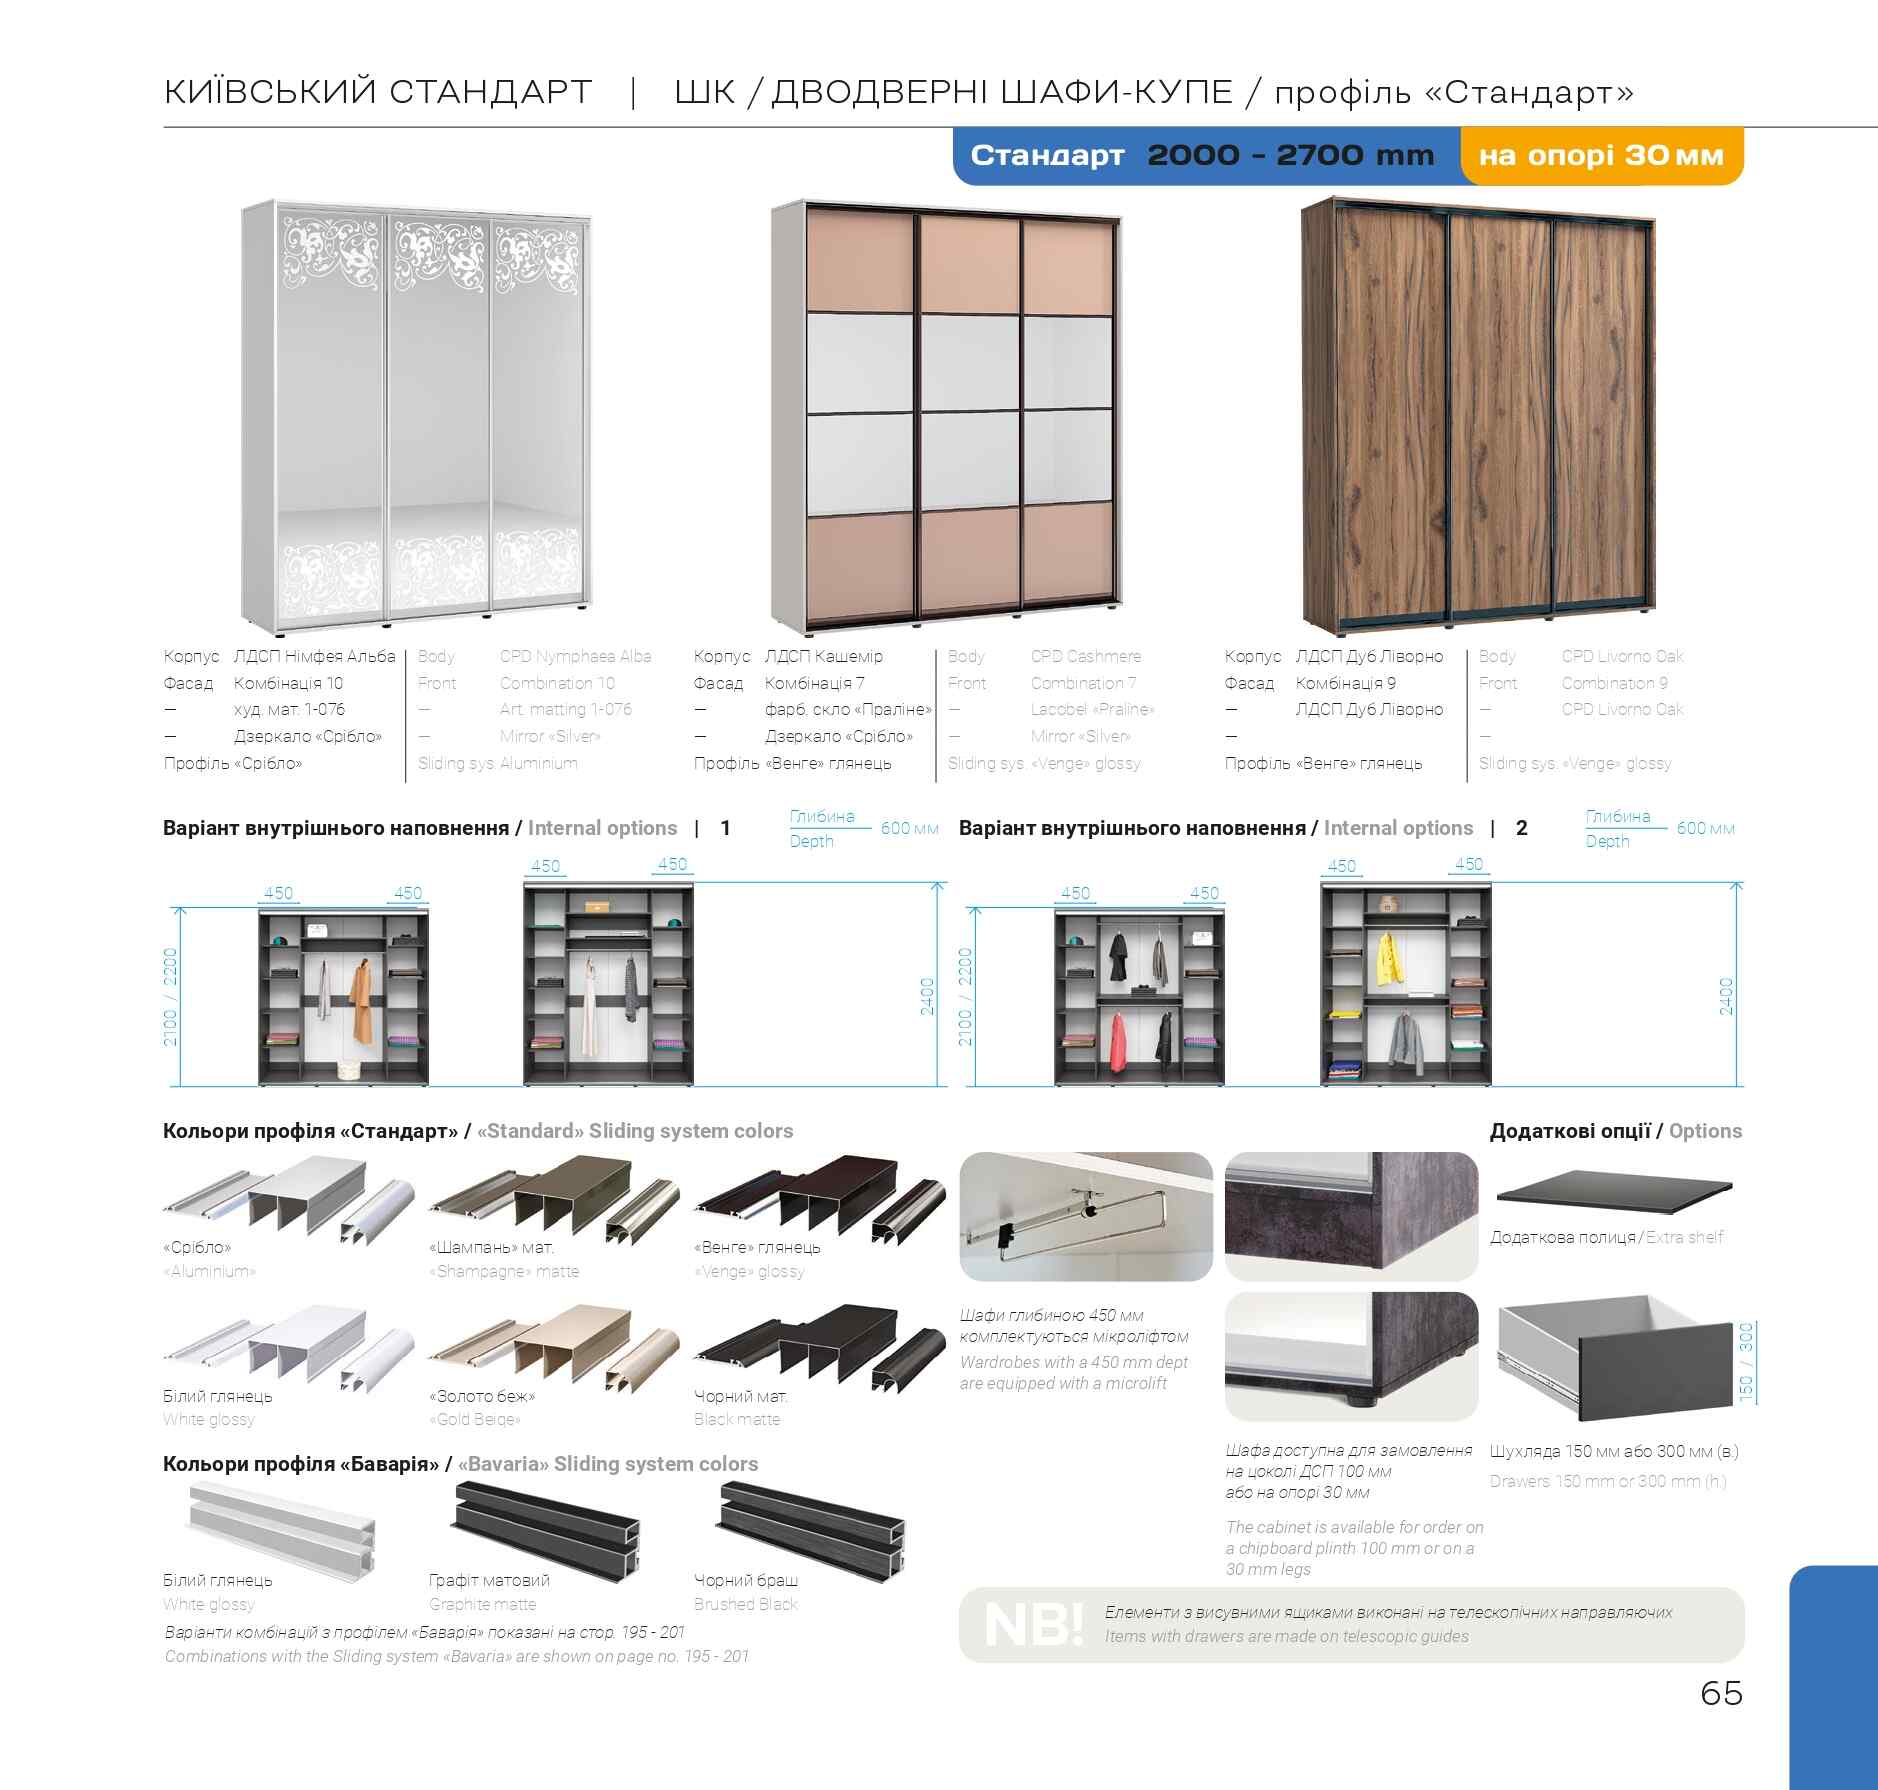 КИЇВСЬКИЙ СТАНДАРТ | ШК / ДВОДВЕРНІ ШАФИ-КУПЕ / профіль «Стандарт»
Стандарт 2000 - 2700 mm на опорі 30 мм
Корпус ЛДСП Німфея Альба
Фасад Комбінація 10
— худ. мат. 1-076
— Дзеркало «Срібло»
Профіль «Срібло»
Body CPD Nymphaea Alba
Front Combination 10
— Art. matting 1-076
— Mirror «Silver»
Sliding sys. Aluminium
Корпус ЛДСП Кашемір
Фасад Комбінація 7
— фарб. скло «Праліне»
— Дзеркало «Срібло»
Профіль «Венге» глянець
Body CPD Cashmere
Front Combination 7
— Lacobel «Praline»
— Mirror «Silver»
Sliding sys. «Venge» glossy
Корпус ЛДСП Дуб Ліворно
Фасад Комбінація 9
— ЛДСП Дуб Ліворно
—
Профіль «Венге» глянець
Body CPD Livorno Oak
Front Combination 9
— CPD Livorno Oak
—
Sliding sys. «Venge» glossy
Варіант внутрішнього наповнення / Internal options | 1
Глибина
Depth
600 мм
450
450
450
450
2100 / 2200
2400
Варіант внутрішнього наповнення / Internal options | 2
Глибина
Depth
600 мм
450
450
450
450
2100 / 2200
2400
Кольори профіля «Стандарт» / «Standard» Sliding system colors
«Срібло»
«Aluminium»
«Шампань» мат.
«Shampagne» matte
«Венге» глянець
«Venge» glossy
Білий глянець
White glossy
«Золото беж»
«Gold Beige»
Чорний мат.
Black matte
Кольори профіля «Баварія» / «Bavaria» Sliding system colors
Білий глянець
White glossy
Графіт матовий
Graphite matte
Чорний браш
Brushed Black
Варіанти комбінацій з профілем «Баварія» показані на стор. 195 - 201
Combinations with the Sliding system «Bavaria» are shown on page no. 195 - 201
Шафи глибиною 450 мм
комплектуються мікроліфтом
Wardrobes with a 450 mm dept
are equipped with a microlift
Шафа доступна для замовлення
на цоколі ДСП 100 мм
або на опорі 30 мм
The cabinet is available for order on
a chipboard plinth 100 mm or on a
30 mm legs
Додаткові опції / Options
Додаткова полиця / Extra shelf
150 / 300
Шухляда 150 мм або 300 мм (в.)
Drawers 150 mm or 300 mm (h.)
NB!
Елементи з висувними ящиками виконані на телескопічних направляючих
Items with drawers are made on telescopic guides
65